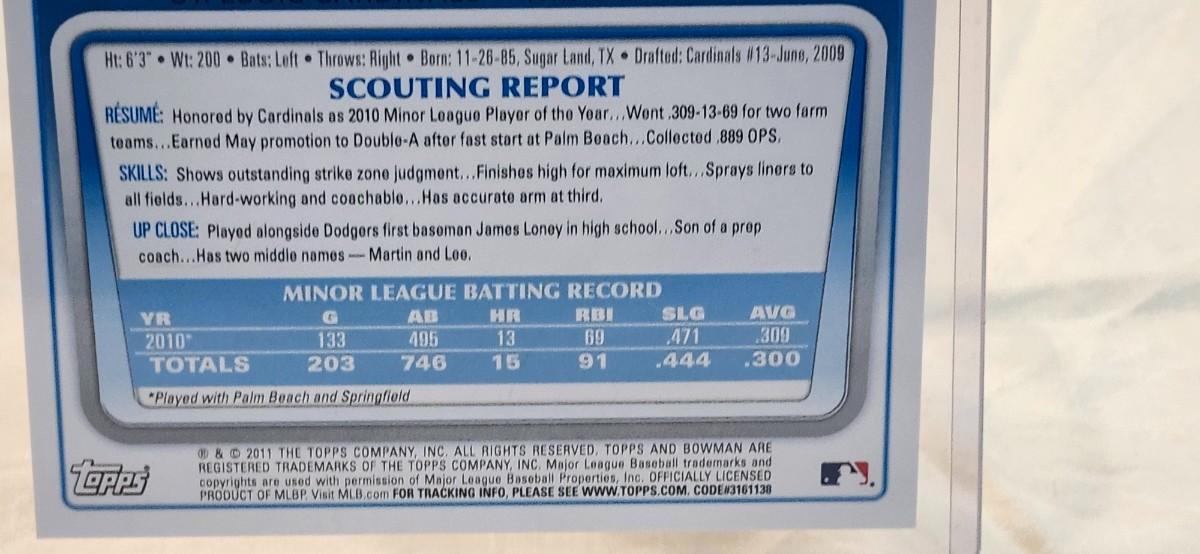 Ht: 6'3" • Wt: 200 • Bats: Left • Throws: Right • Born: 11-26-85, Sugar Land, TX • Drafted: Cardinals #13-June, 2009
SCOUTING REPORT
RÉSUMÉ: Honored by Cardinals as 2010 Minor League Player of the Year...Went .309-13-69 for two farm
teams...Earned May promotion to Double-A after fast start at Palm Beach...Collected .889 OPS.
SKILLS: Shows outstanding strike zone judgment...Finishes high for maximum loft...Sprays liners to
all fields...Hard-working and coachable...Has accurate arm at third.
UP CLOSE: Played alongside Dodgers first baseman James Loney in high school...Son of a prep
coach...Has two middle names — Martin and Lee.
MINOR LEAGUE BATTING RECORD
YR G AB HR RBI SLG AVG
2010* 133 495 13 69 .471 .309
TOTALS 203 746 15 91 .444 .300
*Played with Palm Beach and Springfield
® & © 2011 THE TOPPS COMPANY, INC. ALL RIGHTS RESERVED. TOPPS AND BOWMAN ARE
REGISTERED TRADEMARKS OF THE TOPPS COMPANY, INC. Major League Baseball trademarks and
copyrights are used with permission of Major League Baseball Properties, Inc. OFFICIALLY LICENSED
PRODUCT OF MLBP. Visit MLB.com FOR TRACKING INFO, PLEASE SEE WWW.TOPPS.COM. CODE#3161138
Topps